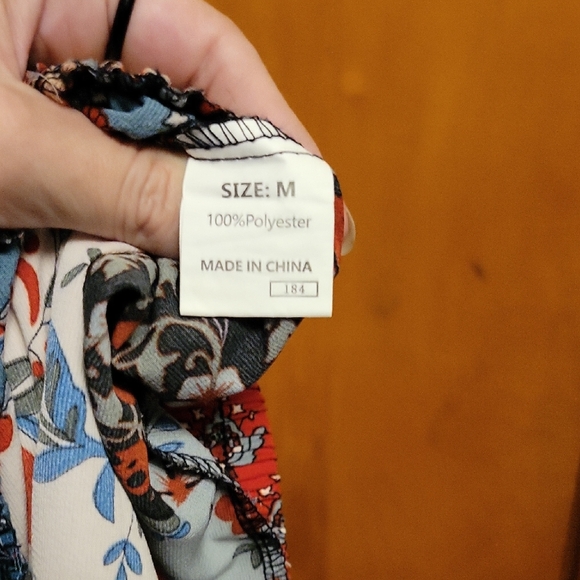 SIZE: M
100%Polyester
MADE IN CHINA
184